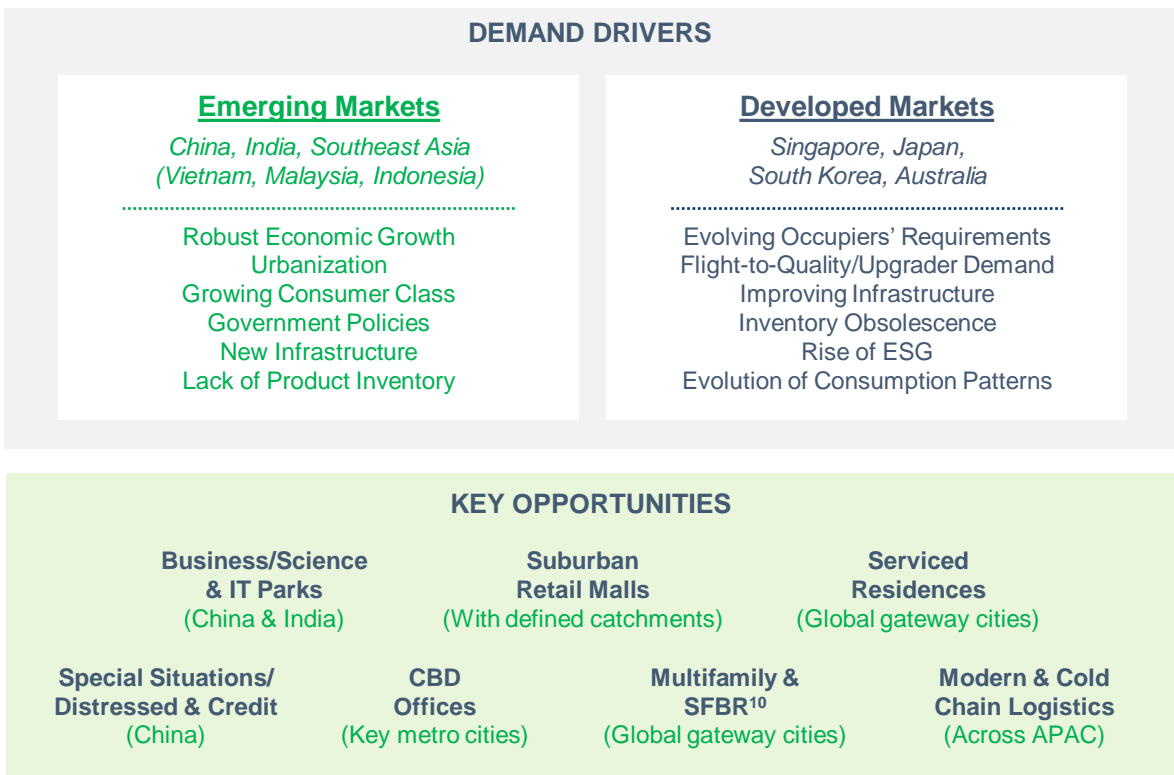 DEMAND DRIVERS
Emerging Markets
China, India, Southeast Asia
(Vietnam, Malaysia, Indonesia)
Robust Economic Growth
Urbanization
Growing Consumer Class
Government Policies
New Infrastructure
Lack of Product Inventory
Developed Markets
Singapore, Japan,
South Korea, Australia
Evolving Occupiers’ Requirements
Flight-to-Quality/Upgrader Demand
Improving Infrastructure
Inventory Obsolescence
Rise of ESG
Evolution of Consumption Patterns
KEY OPPORTUNITIES
Business/Science
& IT Parks
(China & India)
Suburban
Retail Malls
(With defined catchments)
Serviced
Residences
(Global gateway cities)
Special Situations/
Distressed & Credit
(China)
CBD
Offices
(Key metro cities)
Multifamily &
SFBR¹⁰
(Global gateway cities)
Modern & Cold
Chain Logistics
(Across APAC)